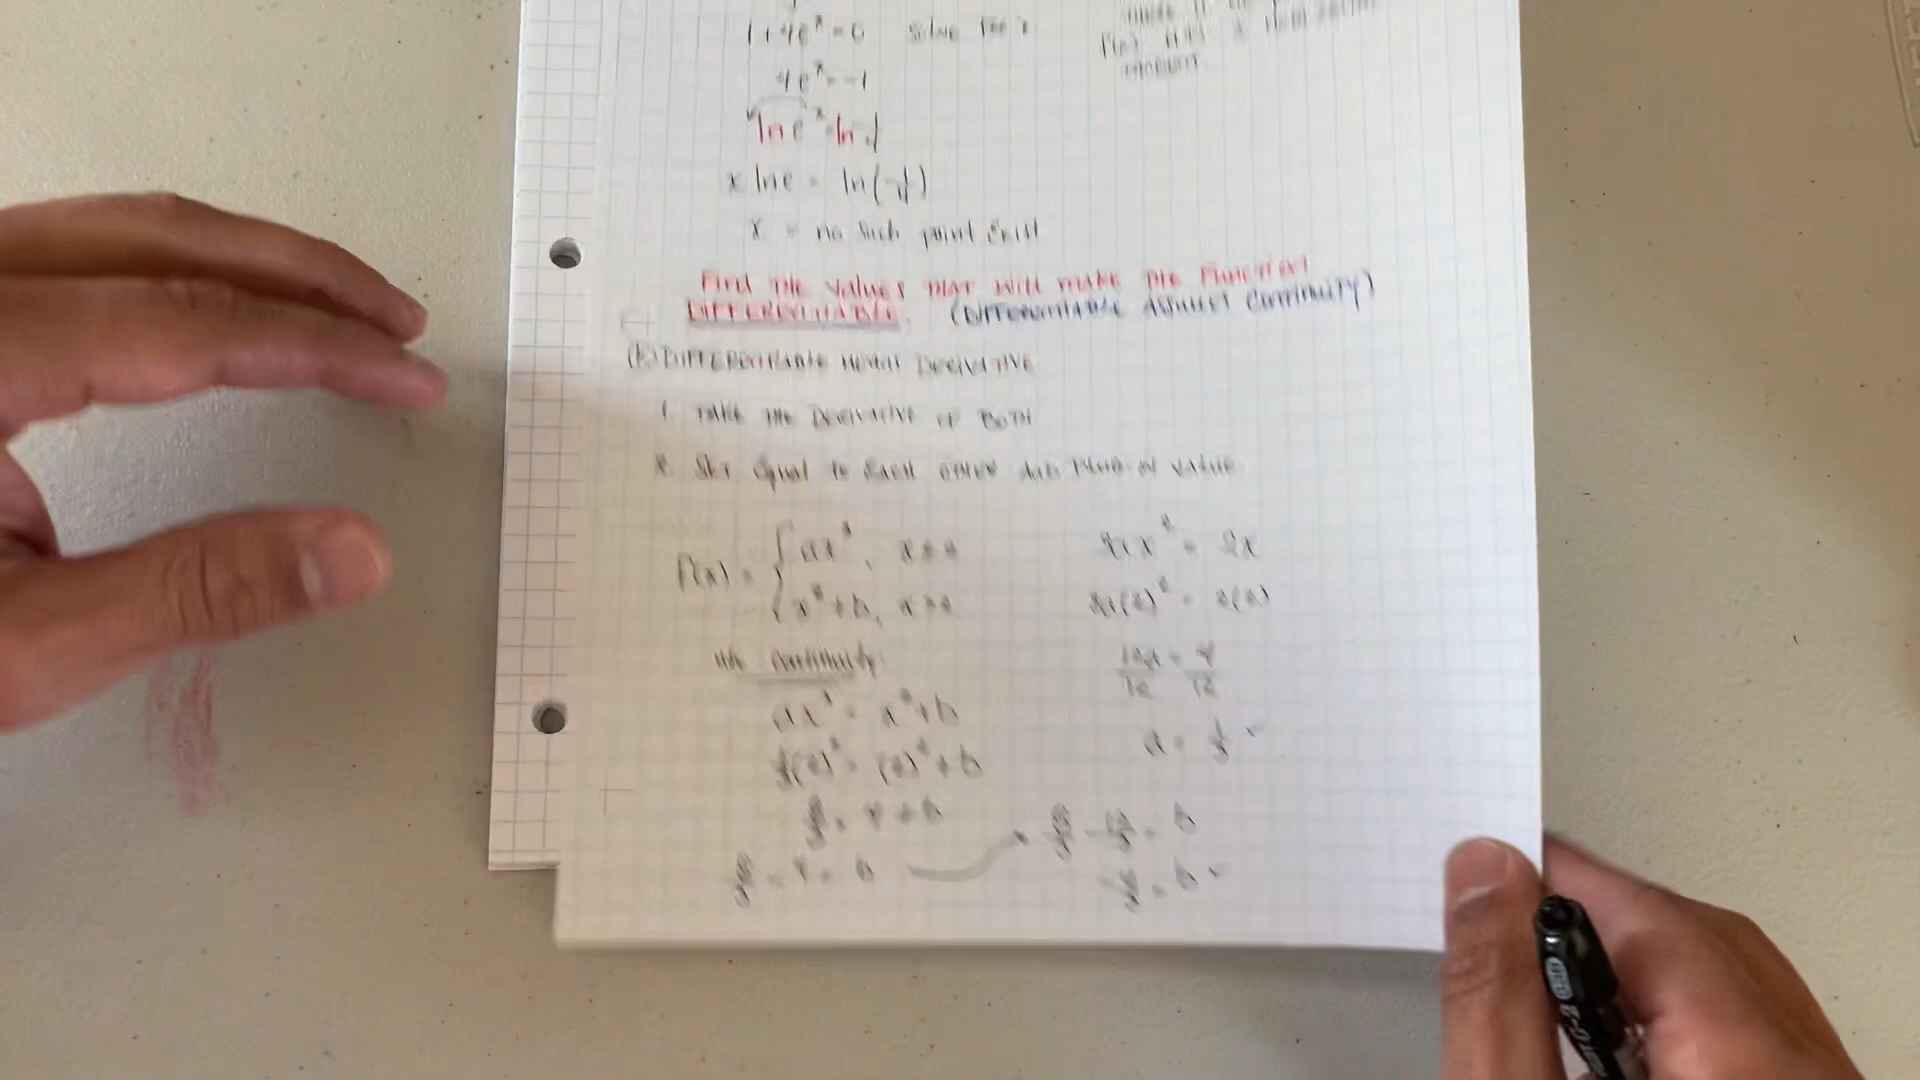 1+4e^x=0 solve for x
4e^x=-1
ln e^x = ln
x ln e = ln(-1/4)
x = no such point exist
Find the values that will make the function
DIFFERENTIABLE. (DIFFERENTIABLE ASSUMES CONTINUITY)
DIFFERENTIABLE MEANS DERIVATIVE
1. TAKE THE DERIVATIVE OF BOTH
2. Set Equal to Each other and Plug-in value.
f(x) = { ax^3, x≤2
x^2+b, x>2
3ax^2 = 2x
3a(2)^2 = 2(2)
12a/12 = 4/12
a = 1/3 ✓
Use continuity:
ax^3 = x^2+b
1/3(2)^3 = (2)^2+b
8/3 = 4+b
8/3 - 4 = b → 8/3 - 12/3 = b
-4/3 = b ✓